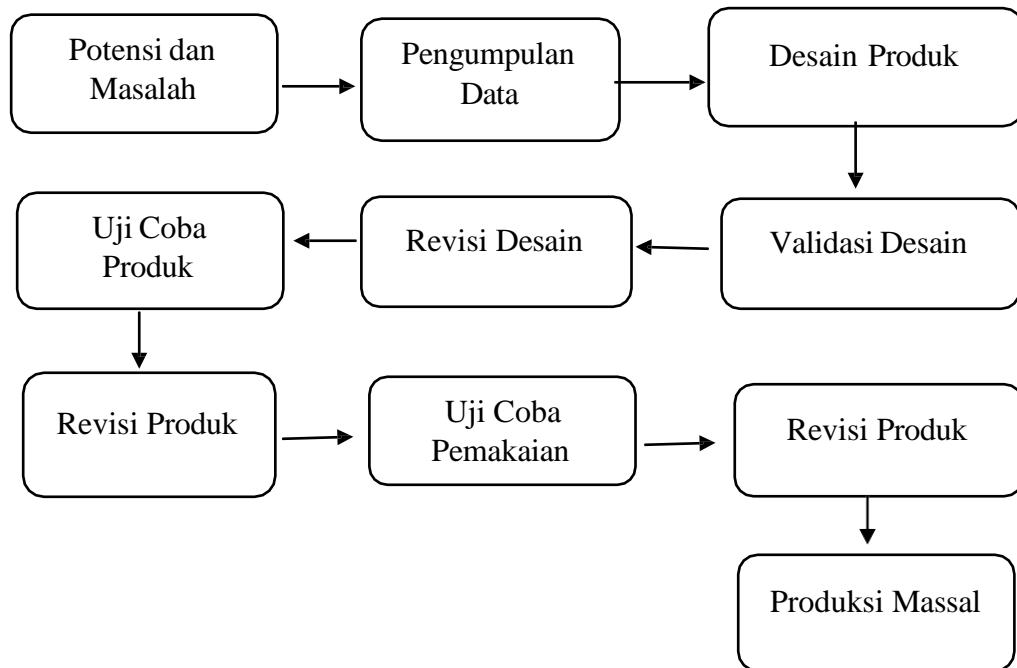 Potensi dan
Masalah
Pengumpulan
Data
Desain Produk
Validasi Desain
Revisi Desain
Uji Coba
Produk
Revisi Produk
Uji Coba
Pemakaian
Revisi Produk
Produksi Massal